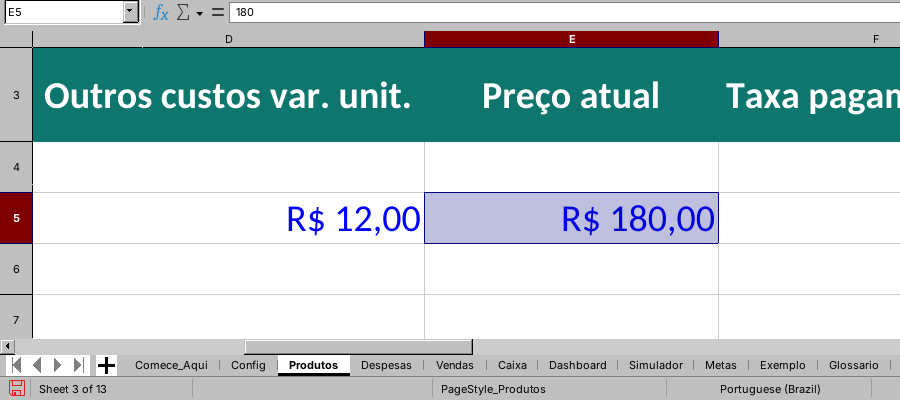 E5 fx Σ = 180
D E F
3 Outros custos var. unit. Preço atual Taxa pagam
4
5 R$ 12,00 R$ 180,00
6
7
Comece_Aqui Config Produtos Despesas Vendas Caixa Dashboard Simulador Metas Exemplo Glossario
Sheet 3 of 13 PageStyle_Produtos Portuguese (Brazil)